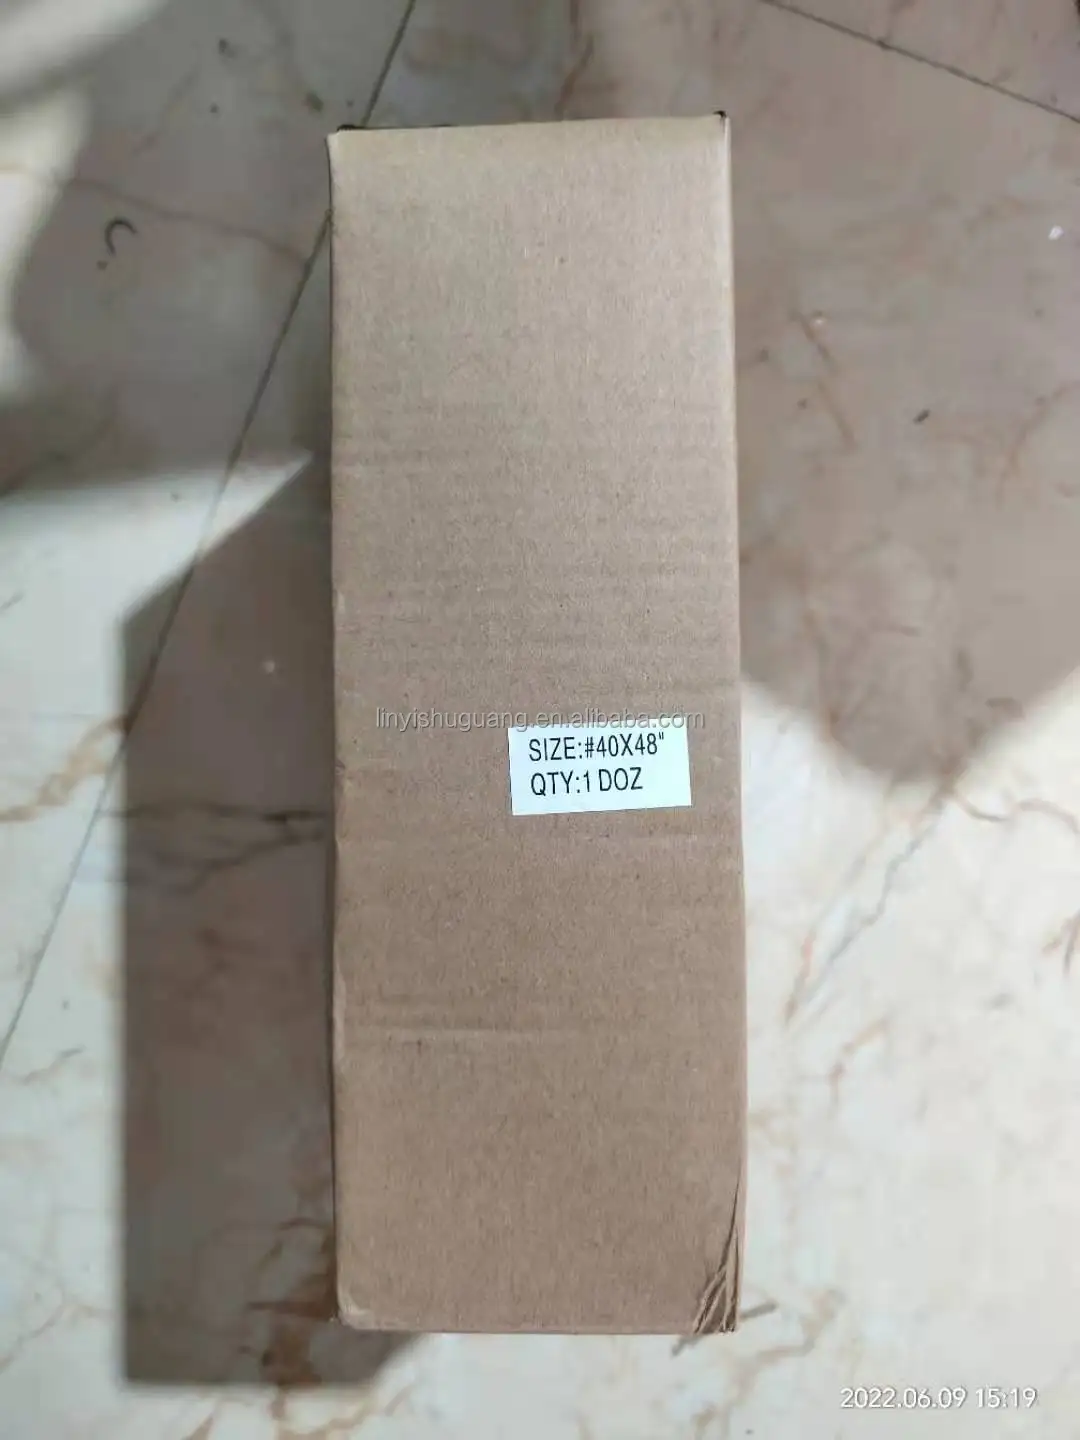 linyishuguang.en.alibaba.com
SIZE:#40X48"
QTY:1 DOZ
2022.06.09 15:19